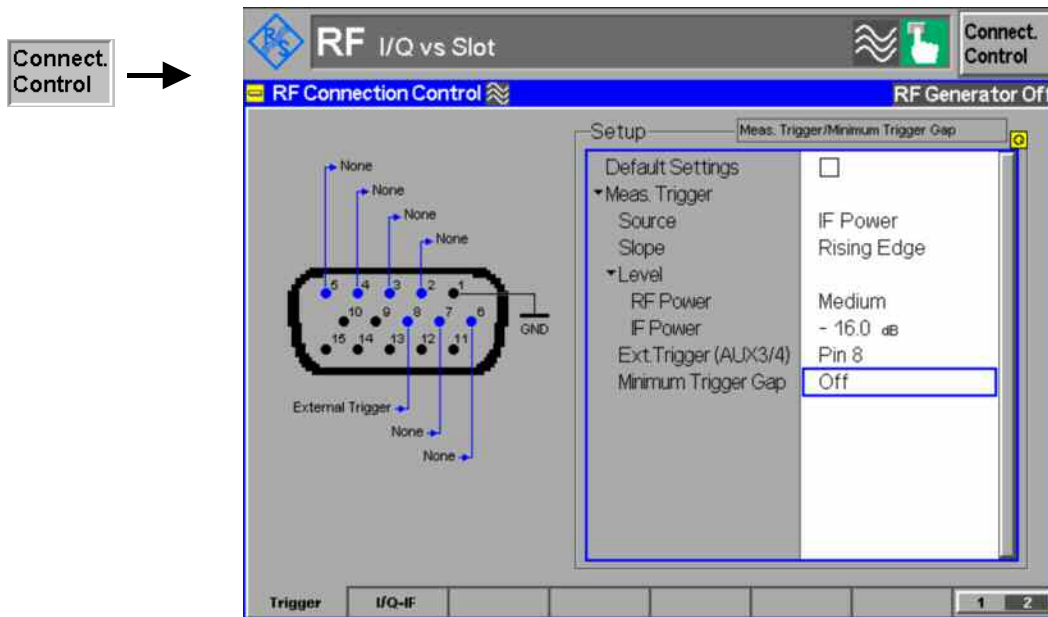 Connect.
Control
R&S
RF I/Q vs Slot
Connect.
Control
RF Connection Control
RF Generator Off
Setup
Meas. Trigger/Minimum Trigger Gap
Default Settings
Meas. Trigger
Source IF Power
Slope Rising Edge
Level
RF Power Medium
IF Power - 16.0 dB
Ext.Trigger (AUX3/4) Pin 8
Minimum Trigger Gap Off
None
None
None
None
5 4 3 2 1
10 9 8 7 6
15 14 13 12 11
GND
External Trigger
None
None
Trigger I/Q-IF 1 2